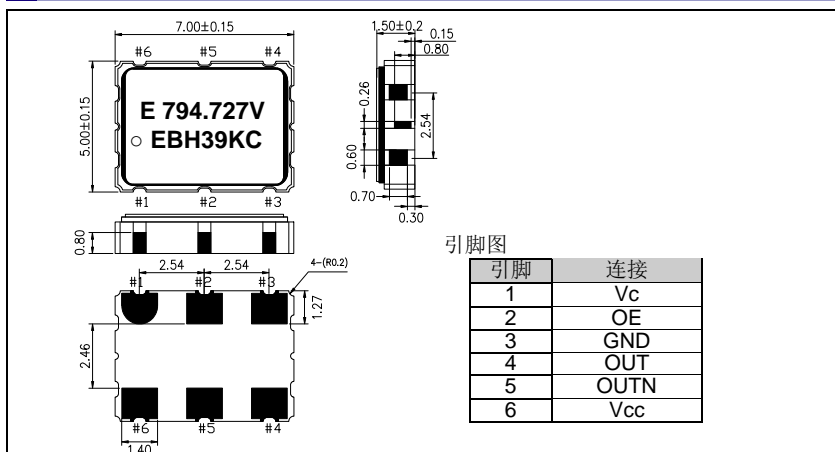 7.00±0.15
#6 #5 #4
5.00±0.15
E 794.727V
EBH39KC
#1 #2 #3
1.50±0.2
0.15
0.80
0.26
2.54
0.60
0.70
0.30
0.80
2.54 2.54
4-(R0.2)
#1 #2 #3
1.27
2.46
#6 #5 #4
1.40
引脚图
引脚 连接
1 Vc
2 OE
3 GND
4 OUT
5 OUTN
6 Vcc